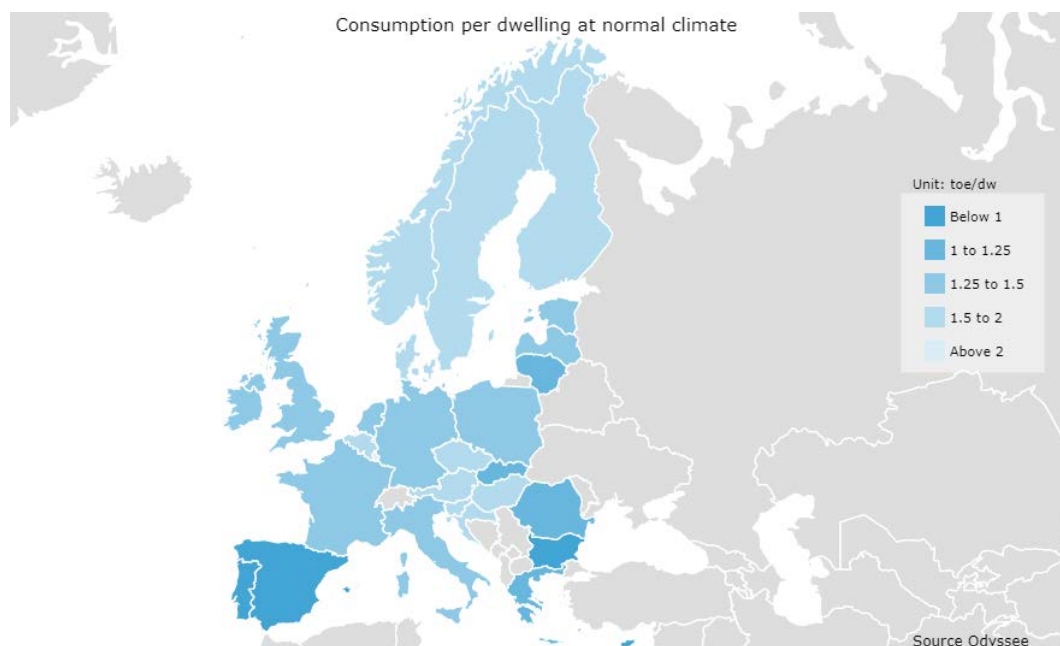 Consumption per dwelling at normal climate
Unit: toe/dw
Below 1
1 to 1.25
1.25 to 1.5
1.5 to 2
Above 2
Source Odyssee